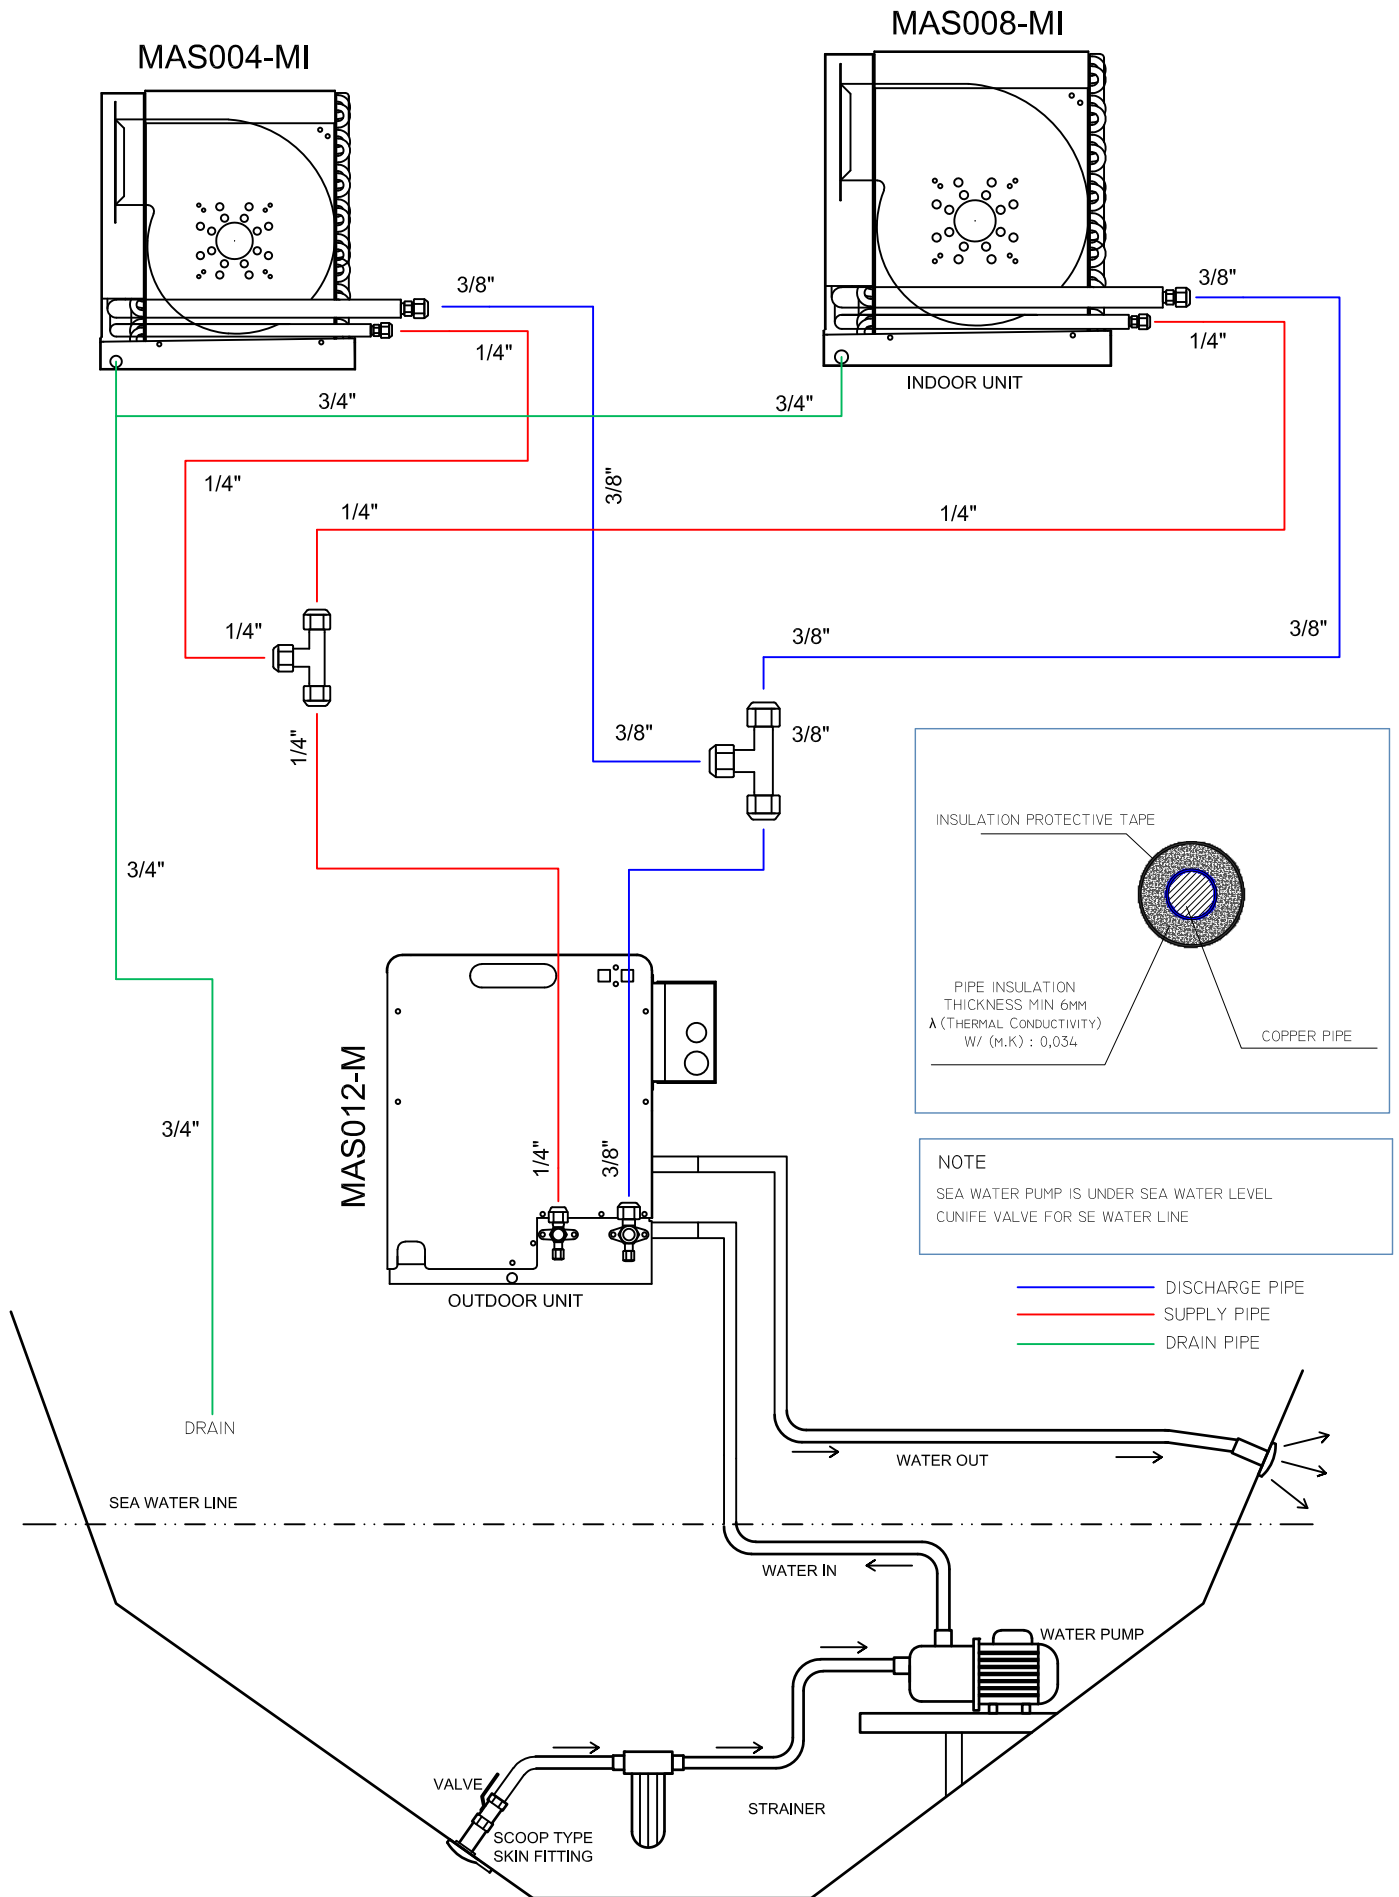 MAS004-MI
MAS008-MI
3/8"
1/4"
3/8"
1/4"
INDOOR UNIT
3/4"
3/4"
1/4"
3/8"
1/4"
1/4"
1/4"
3/8"
3/8"
1/4"
3/8"
3/8"
3/4"
INSULATION PROTECTIVE TAPE
PIPE INSULATION
THICKNESS MIN 6MM
λ (THERMAL CONDUCTIVITY)
W/ (M.K) : 0,034
COPPER PIPE
MAS012-M
3/4"
1/4"
3/8"
OUTDOOR UNIT
NOTE
SEA WATER PUMP IS UNDER SEA WATER LEVEL
CUNIFE VALVE FOR SE WATER LINE
DISCHARGE PIPE
SUPPLY PIPE
DRAIN PIPE
DRAIN
WATER OUT
SEA WATER LINE
WATER IN
WATER PUMP
VALVE
STRAINER
SCOOP TYPE
SKIN FITTING